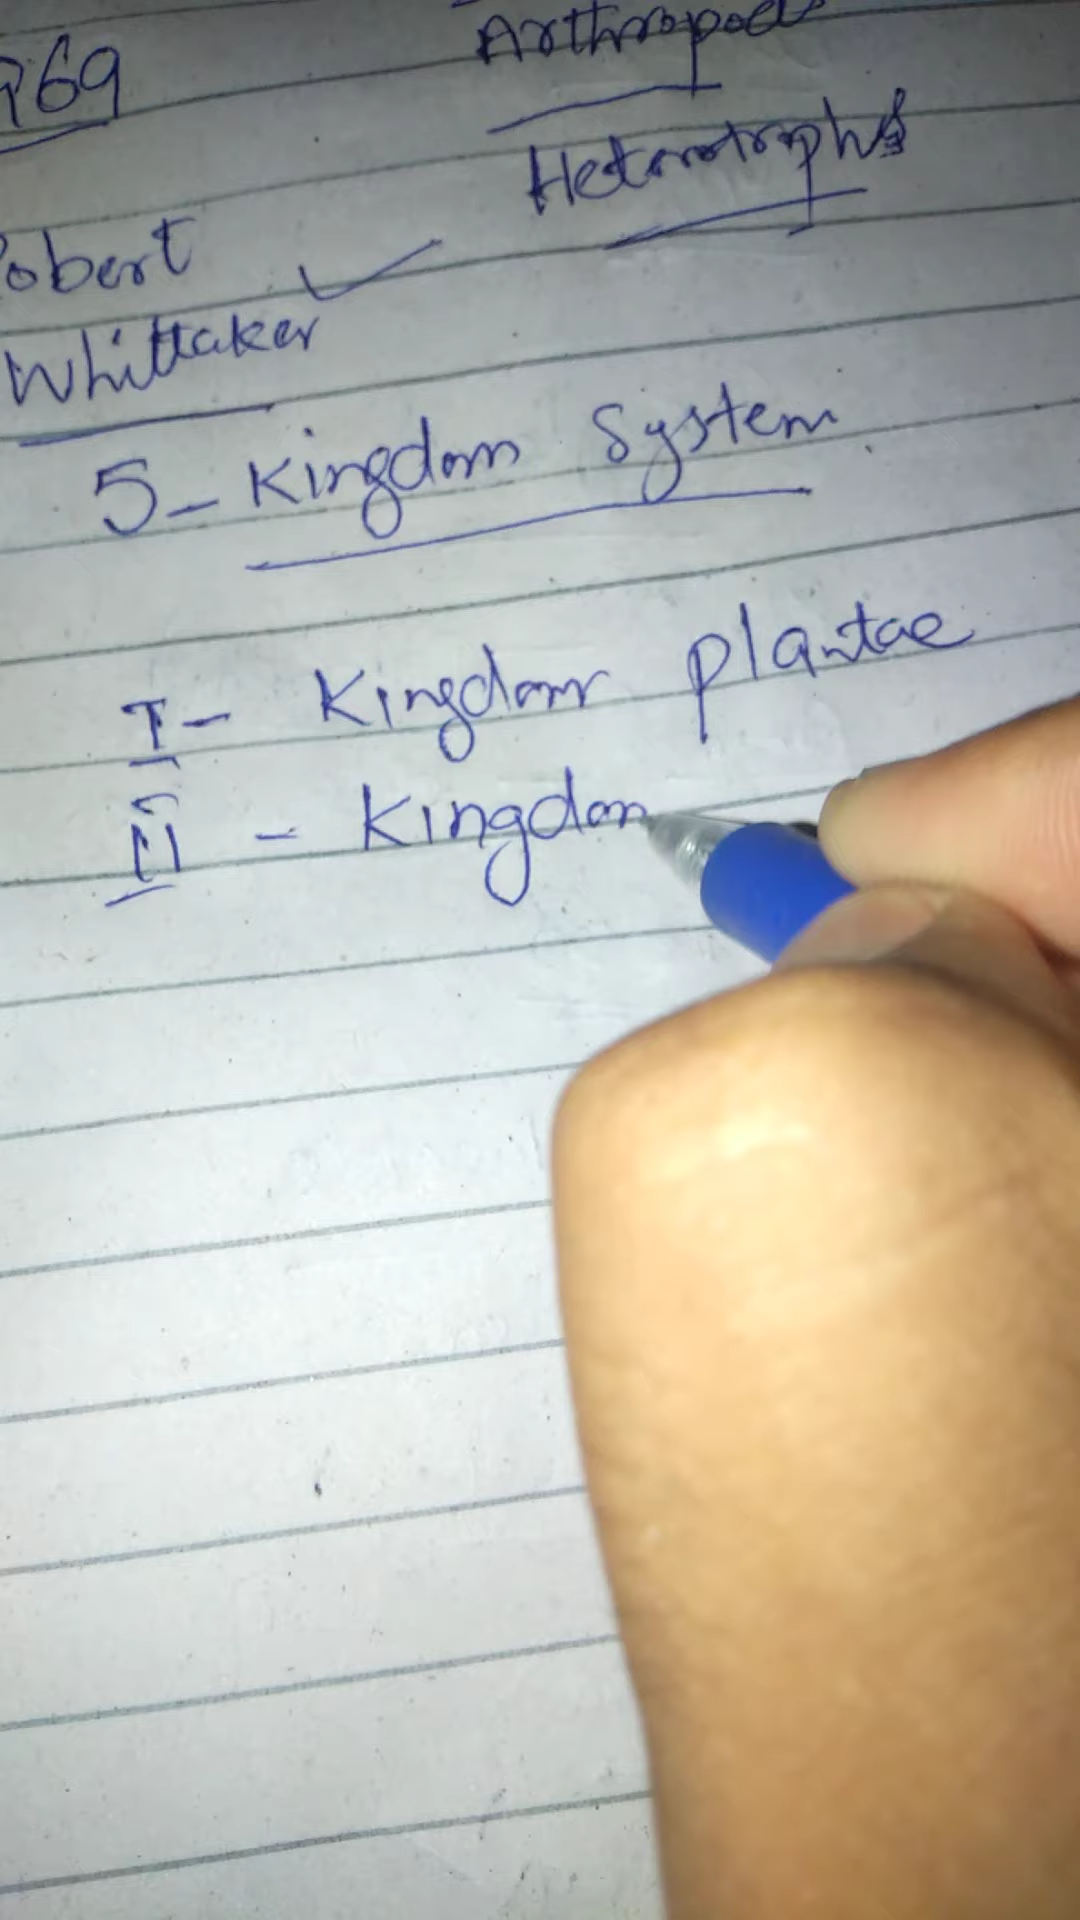 969
Arthropods
Heterotrophs
Robert
Whittaker
5- Kingdom System
I- Kingdom plantae
II - Kingdom